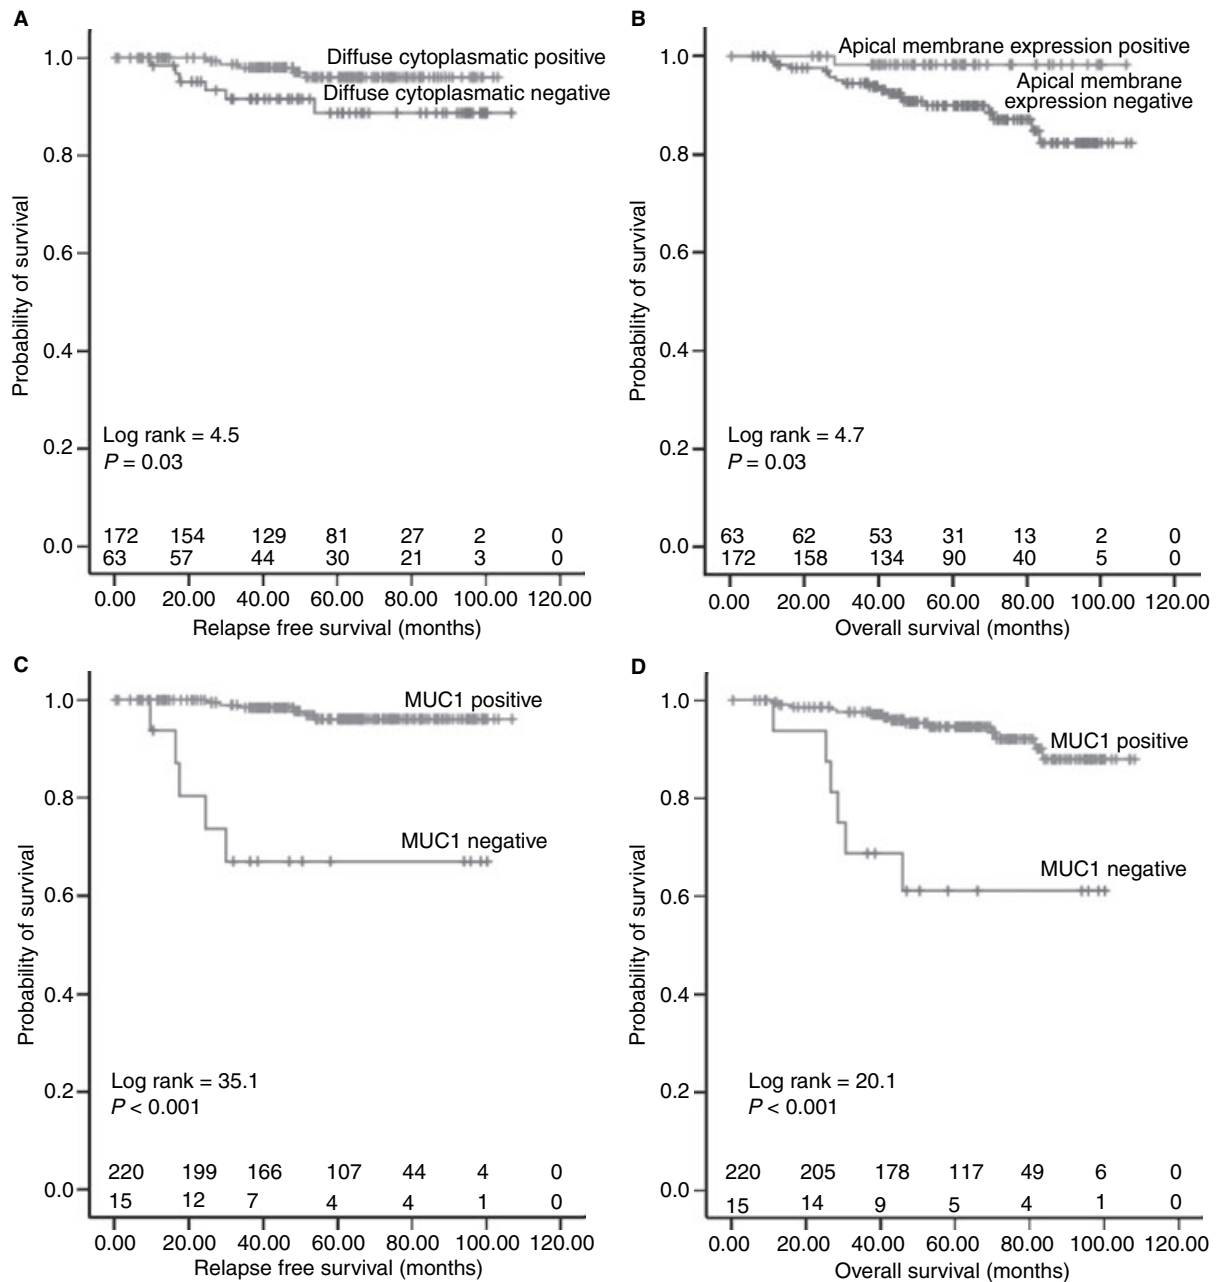 A
1.0
0.8
0.6
0.4
0.2
0.0
Probability of survival
Diffuse cytoplasmatic positive
Diffuse cytoplasmatic negative
Log rank = 4.5
P = 0.03
172 154 129 81 27 2 0
63 57 44 30 21 3 0
0.00 20.00 40.00 60.00 80.00 100.00 120.00
Relapse free survival (months)
B
1.0
0.8
0.6
0.4
0.2
0.0
Probability of survival
Apical membrane expression positive
Apical membrane
expression negative
Log rank = 4.7
P = 0.03
63 62 53 31 13 2 0
172 158 134 90 40 5 0
0.00 20.00 40.00 60.00 80.00 100.00 120.00
Overall survival (months)
C
1.0
0.8
0.6
0.4
0.2
0.0
Probability of survival
MUC1 positive
MUC1 negative
Log rank = 35.1
P < 0.001
220 199 166 107 44 4 0
15 12 7 4 4 1 0
0.00 20.00 40.00 60.00 80.00 100.00 120.00
Relapse free survival (months)
D
1.0
0.8
0.6
0.4
0.2
0.0
Probability of survival
MUC1 positive
MUC1 negative
Log rank = 20.1
P < 0.001
220 205 178 117 49 6 0
15 14 9 5 4 1 0
0.00 20.00 40.00 60.00 80.00 100.00 120.00
Overall survival (months)